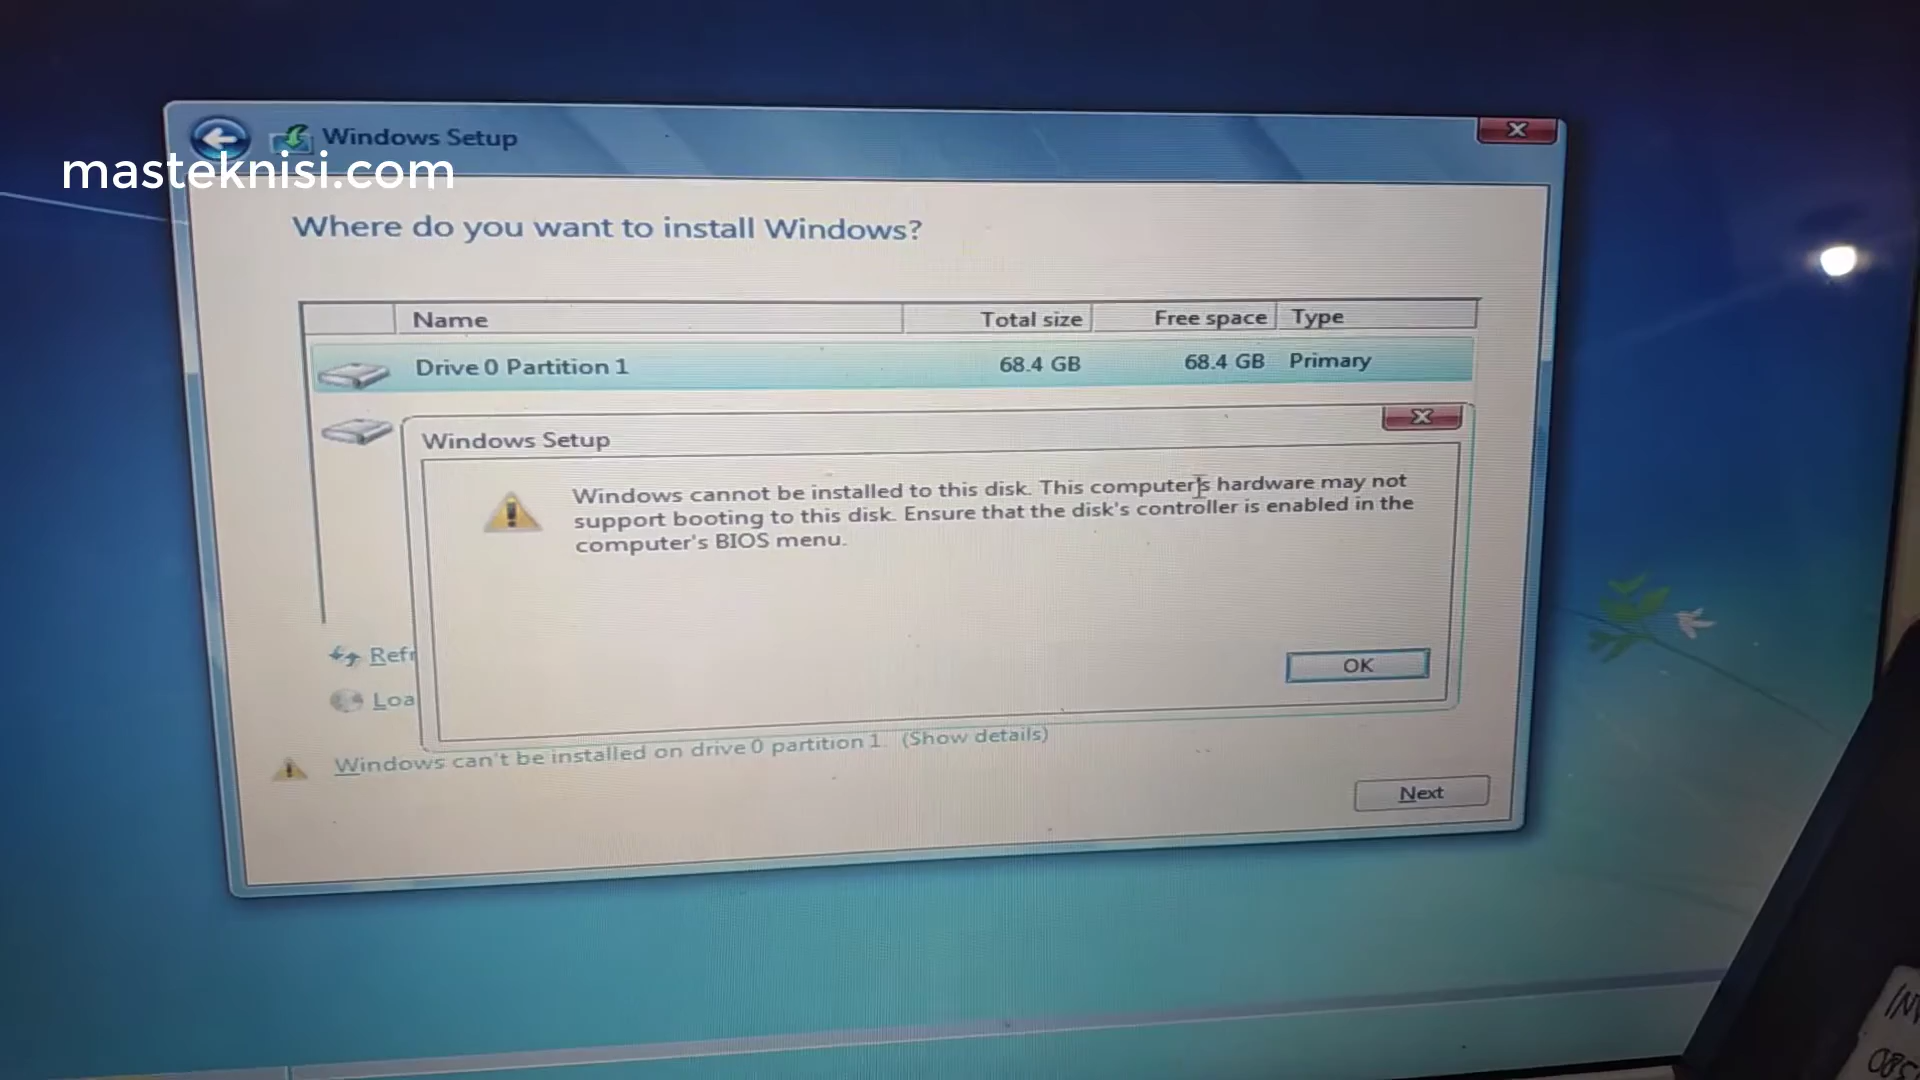 Windows Setup
masteknisi.com
Where do you want to install Windows?
Name Total size Free space Type
Drive 0 Partition 1 68.4 GB 68.4 GB Primary
Windows Setup
Windows cannot be installed to this disk. This computer's hardware may not
support booting to this disk. Ensure that the disk's controller is enabled in the
computer's BIOS menu.
OK
Refr
Loa
Windows can't be installed on drive 0 partition 1. (Show details)
Next